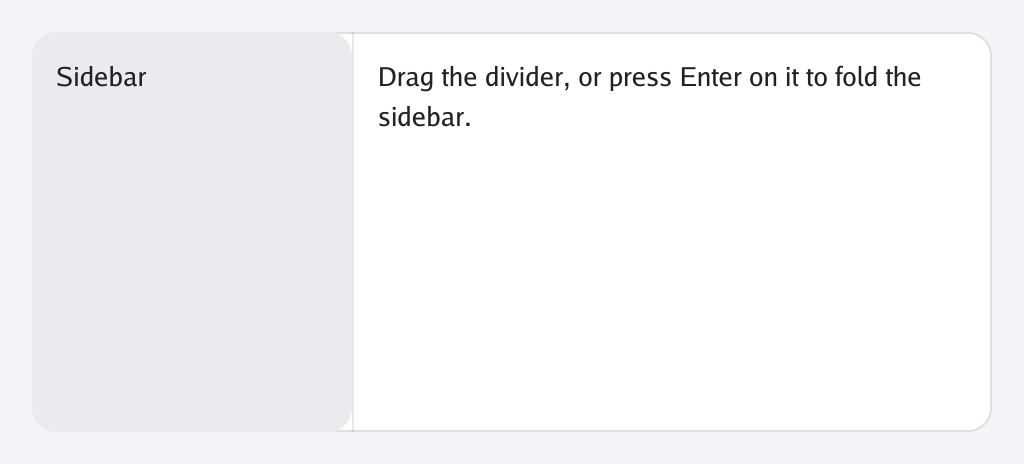 Sidebar
Drag the divider, or press Enter on it to fold the
sidebar.